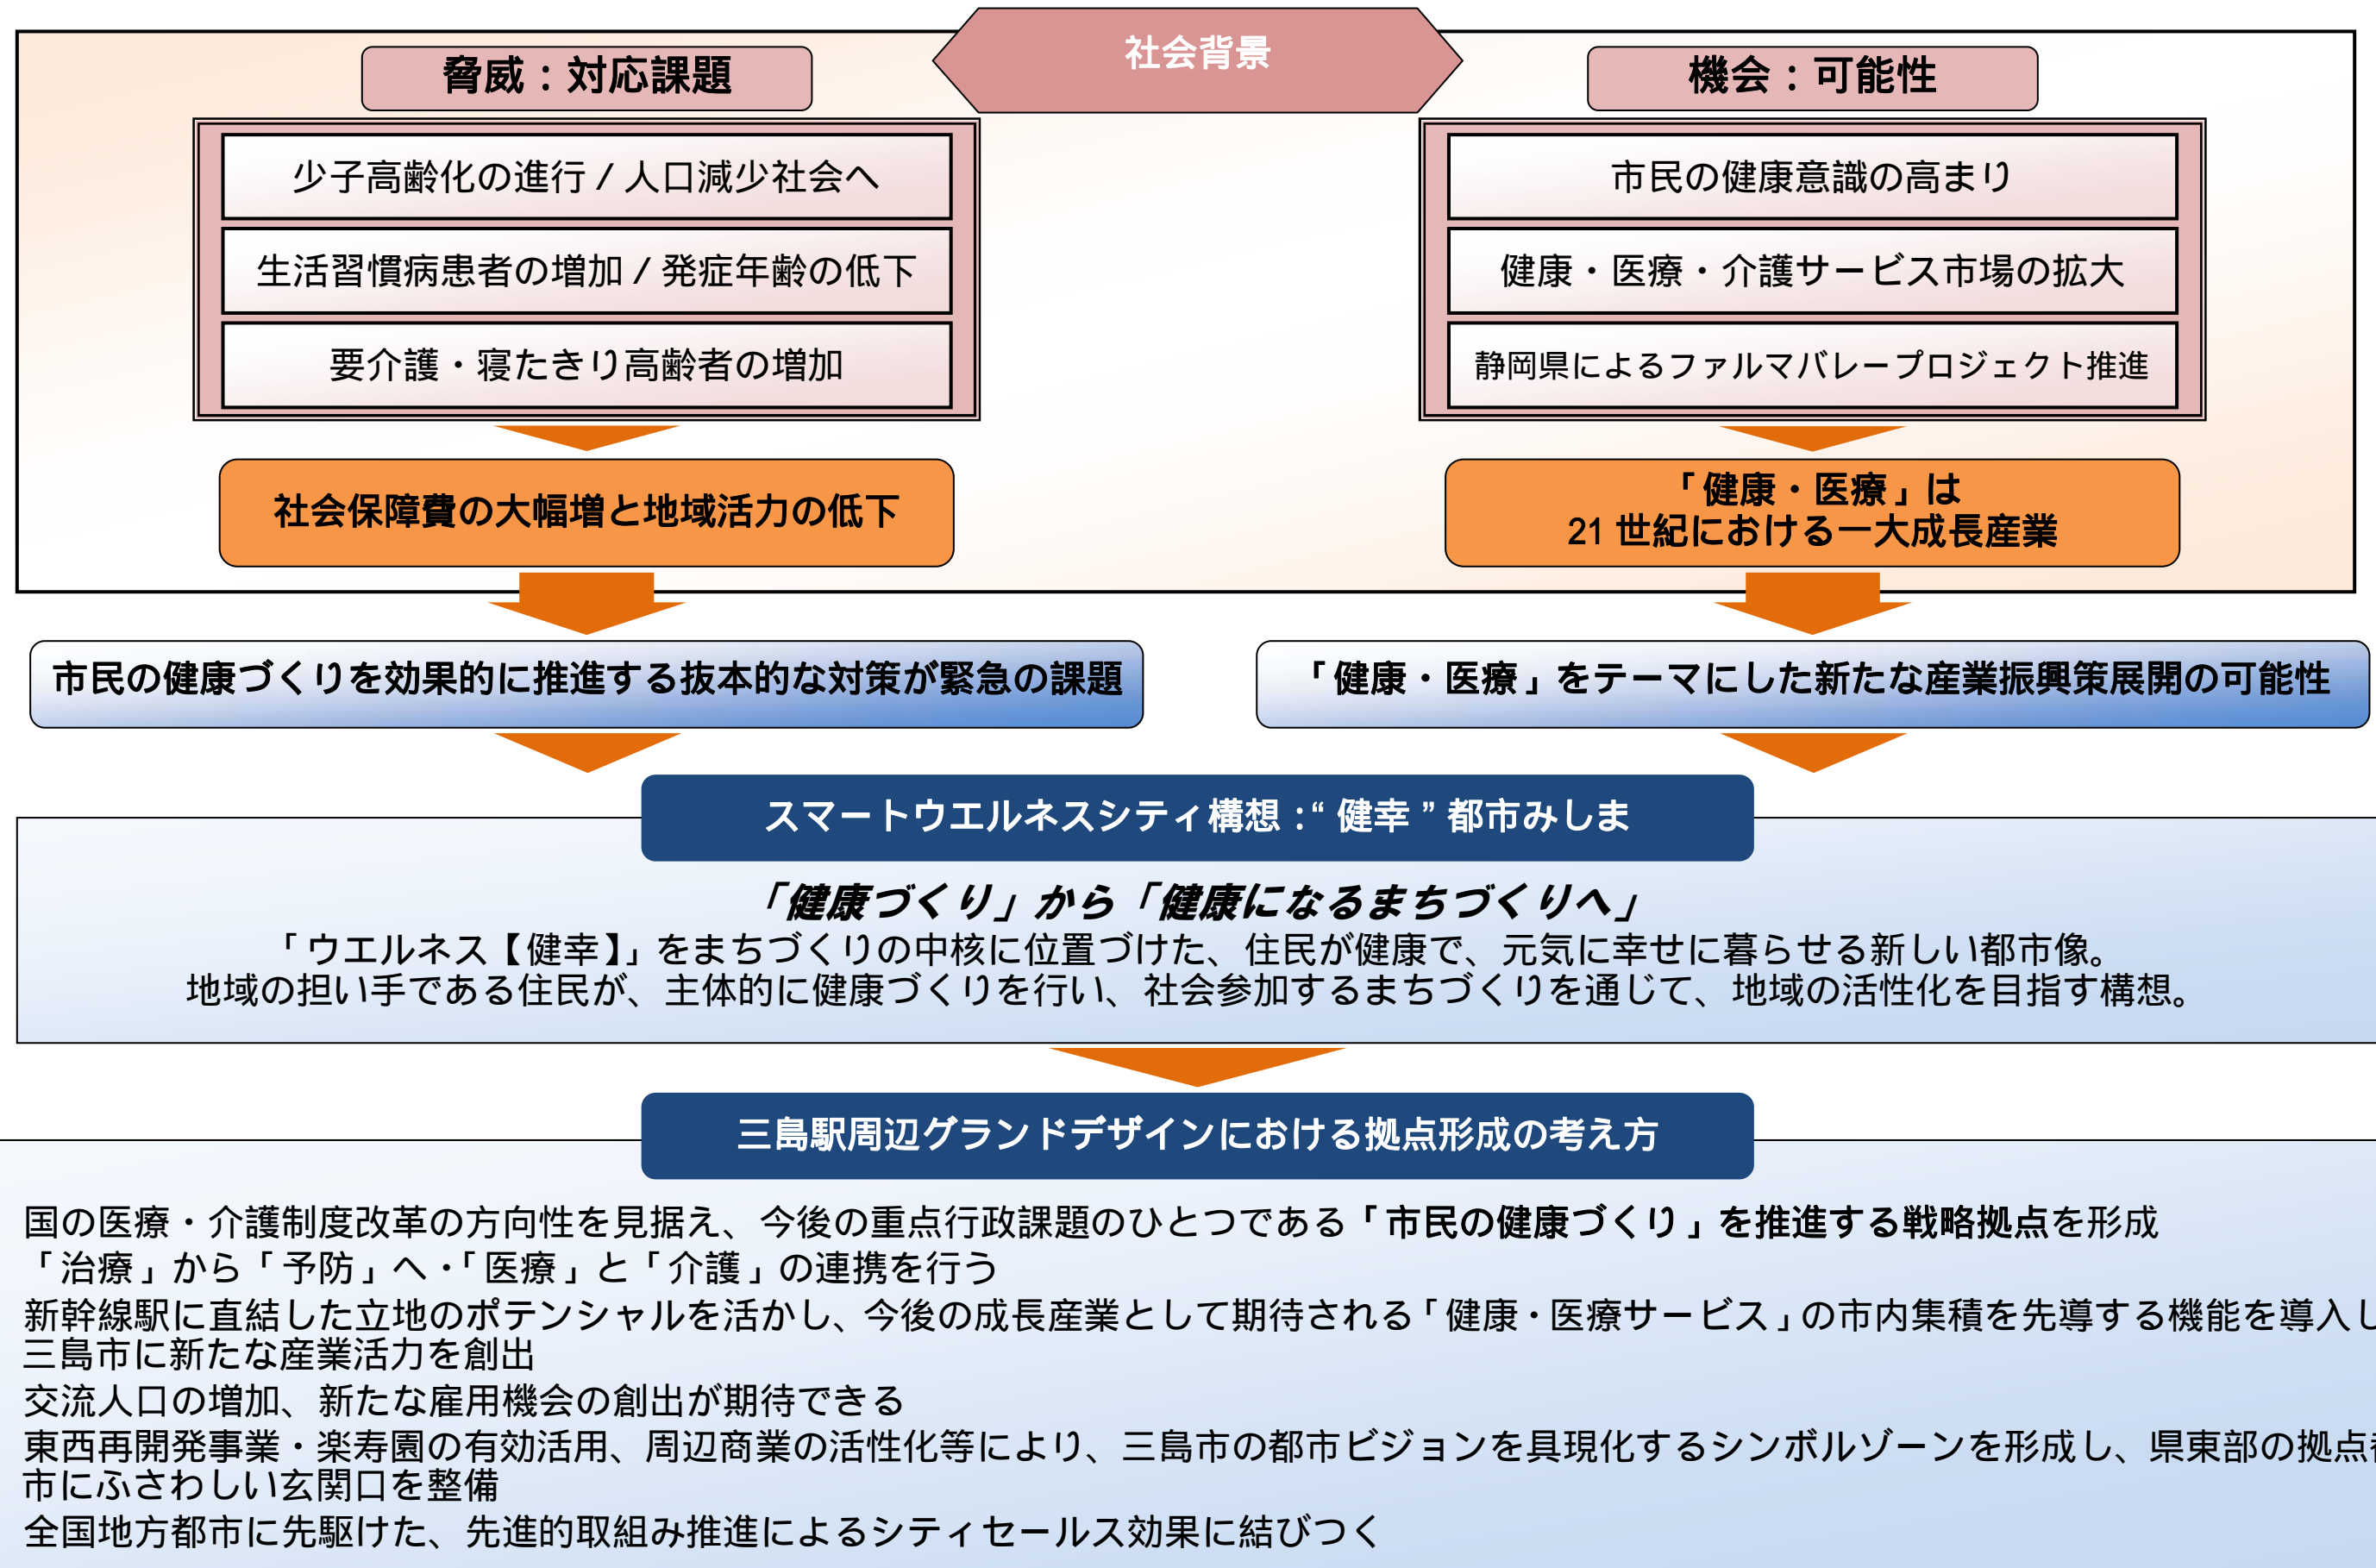 社会背景
脅威：対応課題
少子高齢化の進行 / 人口減少社会へ
生活習慣病患者の増加 / 発症年齢の低下
要介護・寝たきり高齢者の増加
社会保障費の大幅増と地域活力の低下
機会：可能性
市民の健康意識の高まり
健康・医療・介護サービス市場の拡大
静岡県によるファルマバレープロジェクト推進
「健康・医療」は
21 世紀における一大成長産業
市民の健康づくりを効果的に推進する抜本的な対策が緊急の課題
「健康・医療」をテーマにした新たな産業振興策展開の可能性
スマートウエルネスシティ構想：“ 健幸 ” 都市みしま
「健康づくり」から「健康になるまちづくりへ」
「ウエルネス【健幸】」をまちづくりの中核に位置づけた、住民が健康で、元気に幸せに暮らせる新しい都市像。
地域の担い手である住民が、主体的に健康づくりを行い、社会参加するまちづくりを通じて、地域の活性化を目指す構想。
三島駅周辺グランドデザインにおける拠点形成の考え方
国の医療・介護制度改革の方向性を見据え、今後の重点行政課題のひとつである「市民の健康づくり」を推進する戦略拠点を形成
「治療」から「予防」へ・「医療」と「介護」の連携を行う
新幹線駅に直結した立地のポテンシャルを活かし、今後の成長産業として期待される「健康・医療サービス」の市内集積を先導する機能を導入し
三島市に新たな産業活力を創出
交流人口の増加、新たな雇用機会の創出が期待できる
東西再開発事業・楽寿園の有効活用、周辺商業の活性化等により、三島市の都市ビジョンを具現化するシンボルゾーンを形成し、県東部の拠点都
市にふさわしい玄関口を整備
全国地方都市に先駆けた、先進的取組み推進によるシティセールス効果に結びつく